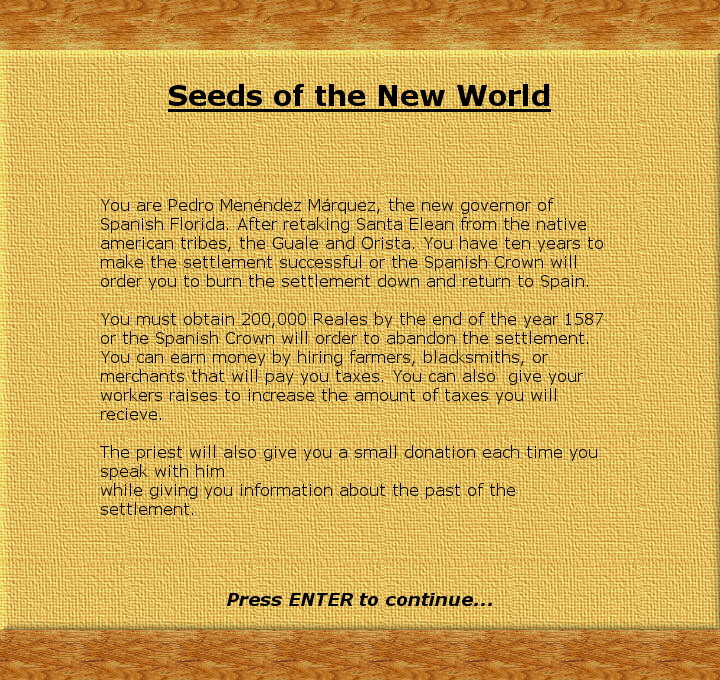 Seeds of the New World
You are Pedro Menéndez Márquez, the new governor of
Spanish Florida. After retaking Santa Elean from the native
american tribes, the Guale and Orista. You have ten years to
make the settlement successful or the Spanish Crown will
order you to burn the settlement down and return to Spain.
You must obtain 200,000 Reales by the end of the year 1587
or the Spanish Crown will order to abandon the settlement.
You can earn money by hiring farmers, blacksmiths, or
merchants that will pay you taxes. You can also  give your
workers raises to increase the amount of taxes you will
recieve.
The priest will also give you a small donation each time you
speak with him
while giving you information about the past of the
settlement.
Press ENTER to continue...